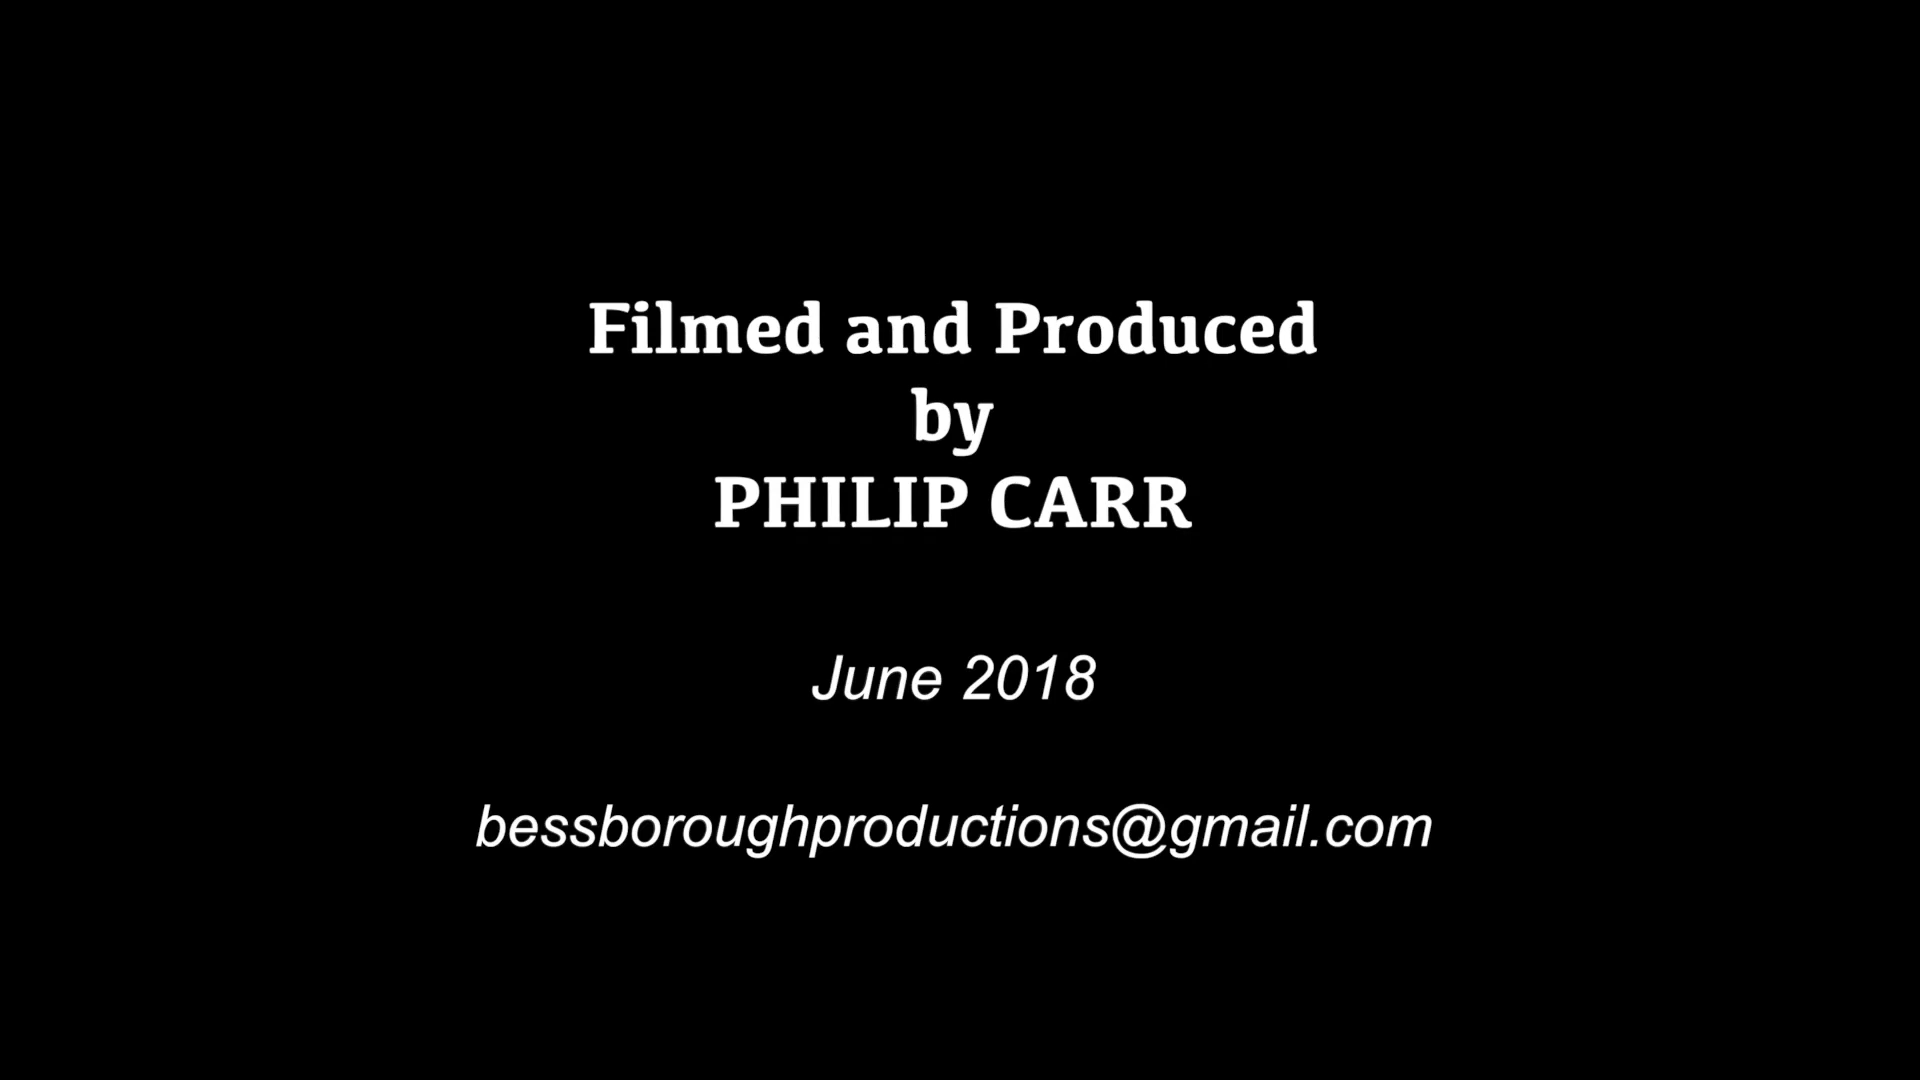 Filmed and Produced
by
PHILIP CARR
June 2018
bessboroughproductions@gmail.com